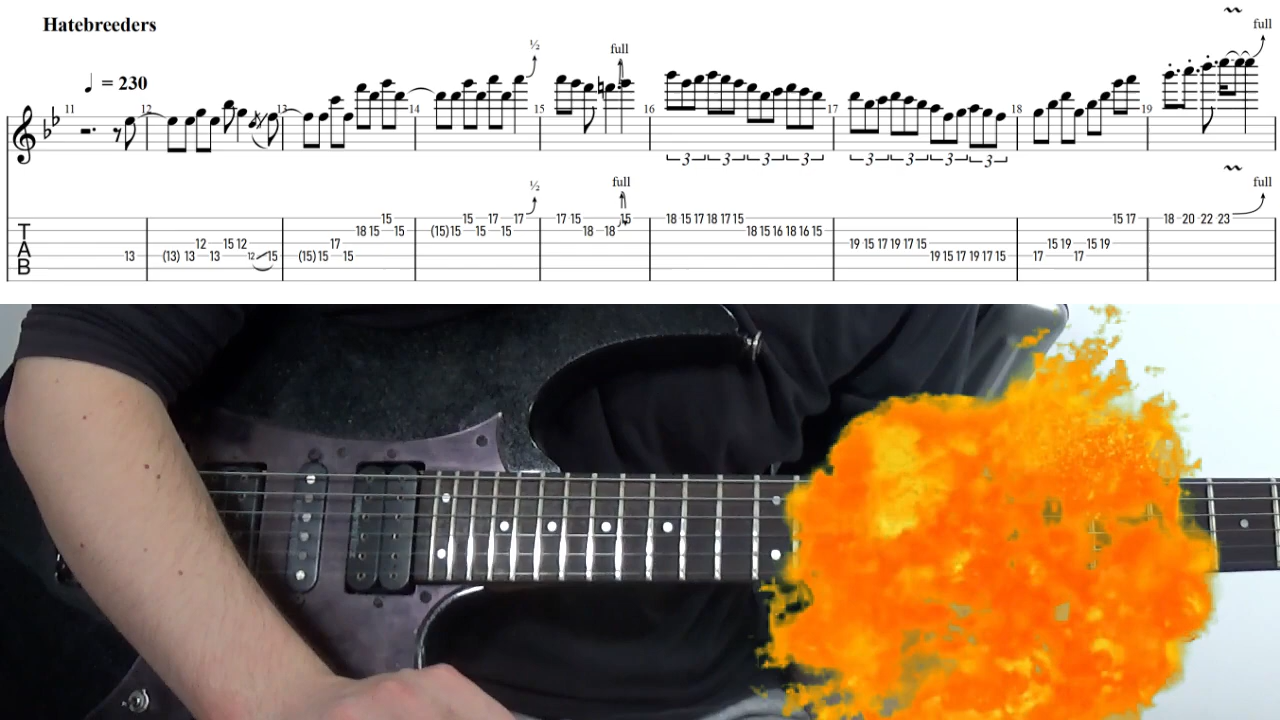 Hatebreeders
♩ = 230
½ full full
11 12 13 14 15 16 17 18 19
3 3 3 3 3 3 3 3
½ full full
15 15 17 17 17 15 15 18 15 17 18 17 15 15 17 18 20 22 23
18 15 15 (15) 15 15 15 18 18 18 15 16 18 16 15
12 15 12 17 19 15 17 19 17 15 15 19 15 19
T
A
B
13 (13) 13 13 12 15 (15) 15 15 19 15 17 19 17 15 17 17